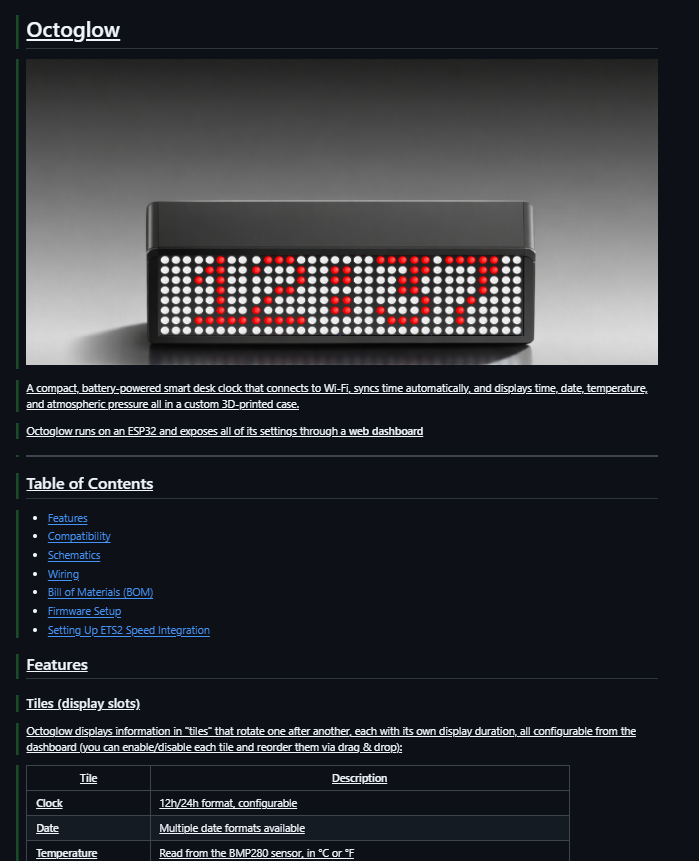 Octoglow
12:37
A compact, battery-powered smart desk clock that connects to Wi-Fi, syncs time automatically, and displays time, date, temperature,
and atmospheric pressure all in a custom 3D-printed case.
Octoglow runs on an ESP32 and exposes all of its settings through a web dashboard
Table of Contents
Features
Compatibility
Schematics
Wiring
Bill of Materials (BOM)
Firmware Setup
Setting Up ETS2 Speed Integration
Features
Tiles (display slots)
Octoglow displays information in "tiles" that rotate one after another, each with its own display duration, all configurable from the
dashboard (you can enable/disable each tile and reorder them via drag & drop):
Tile Description
Clock 12h/24h format, configurable
Date Multiple date formats available
Temperature Read from the BMP280 sensor, in °C or °F